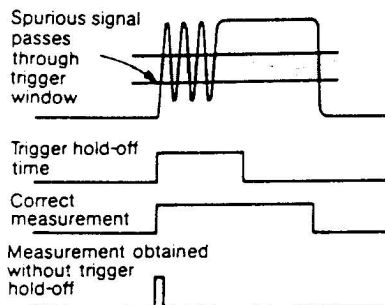 Spurious signal
passes
through
trigger
window
Trigger hold-off
time
Correct
measurement
Measurement obtained
without trigger
hold-off